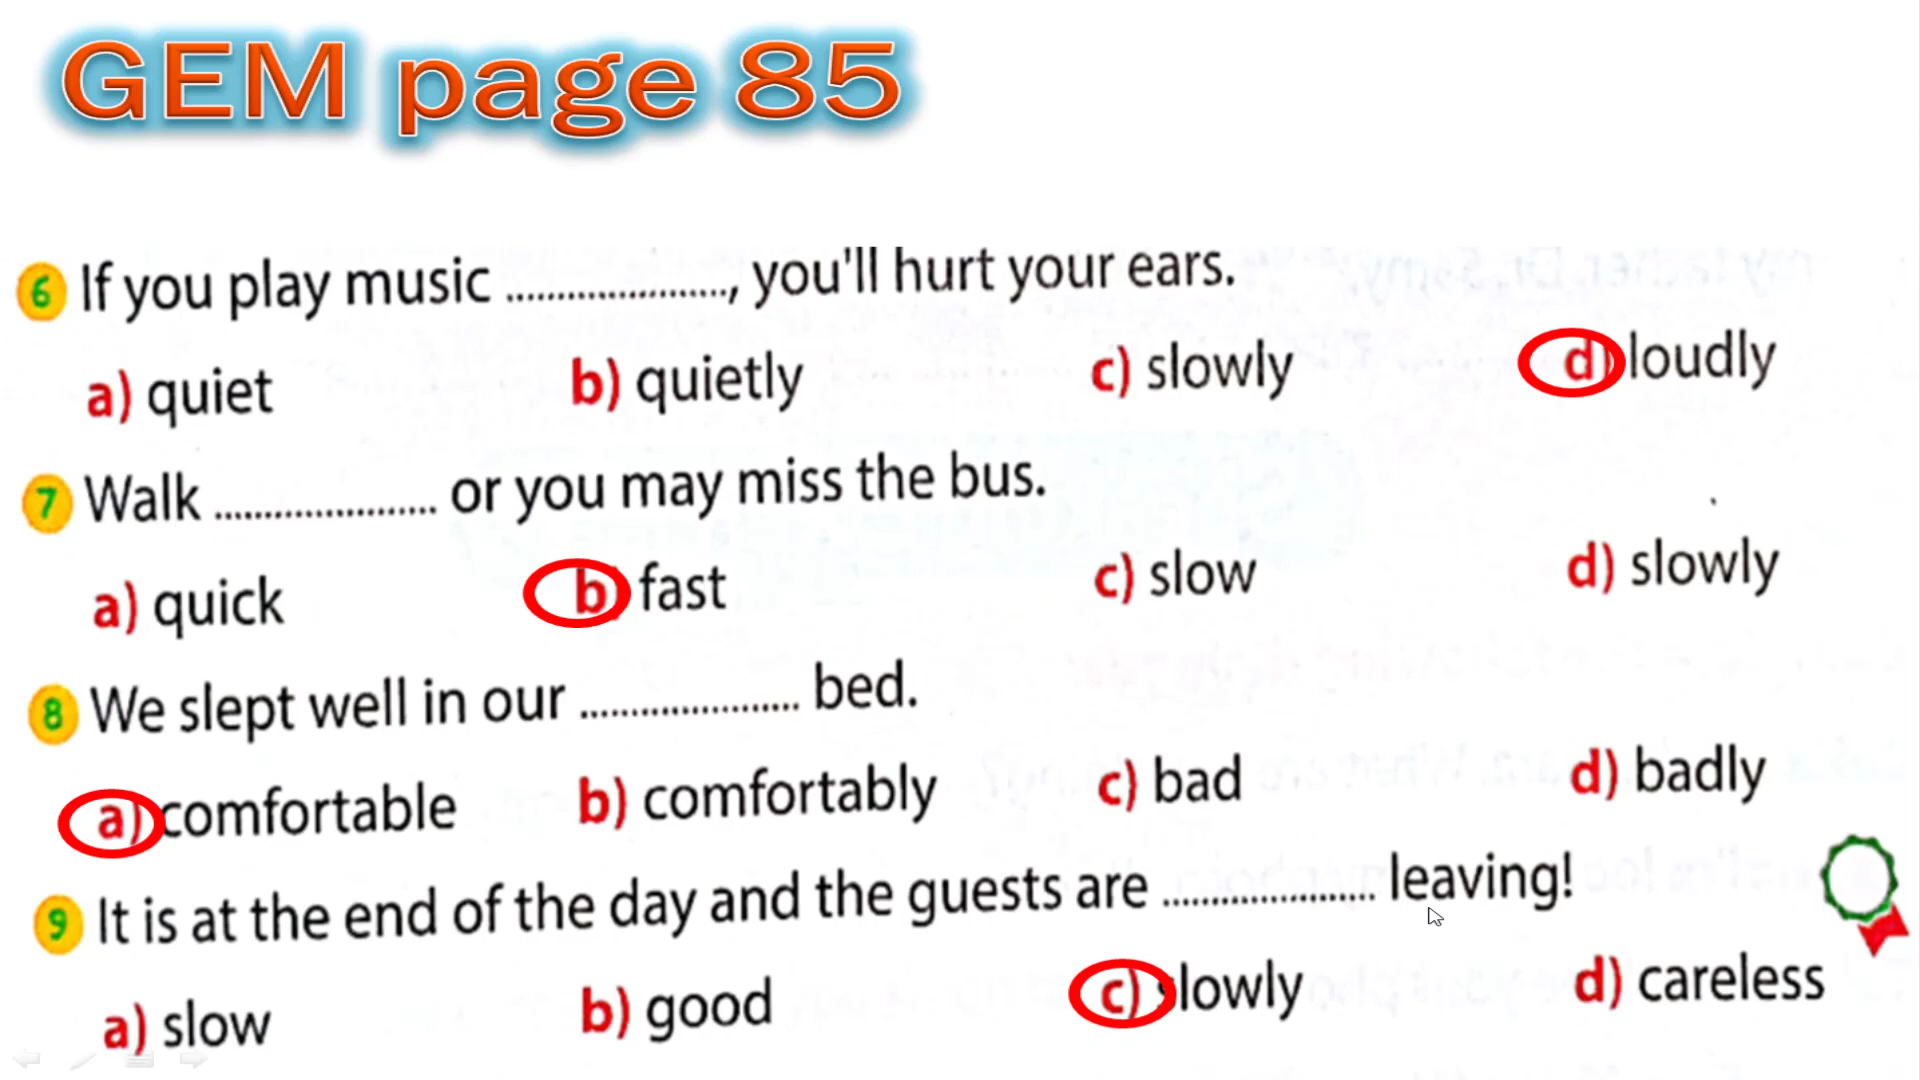 GEM page 85
6 If you play music ......................, you'll hurt your ears.
a) quiet b) quietly c) slowly d) loudly
7 Walk ...................... or you may miss the bus.
a) quick b) fast c) slow d) slowly
8 We slept well in our ...................... bed.
a) comfortable b) comfortably c) bad d) badly
9 It is at the end of the day and the guests are ...................... leaving!
a) slow b) good c) slowly d) careless